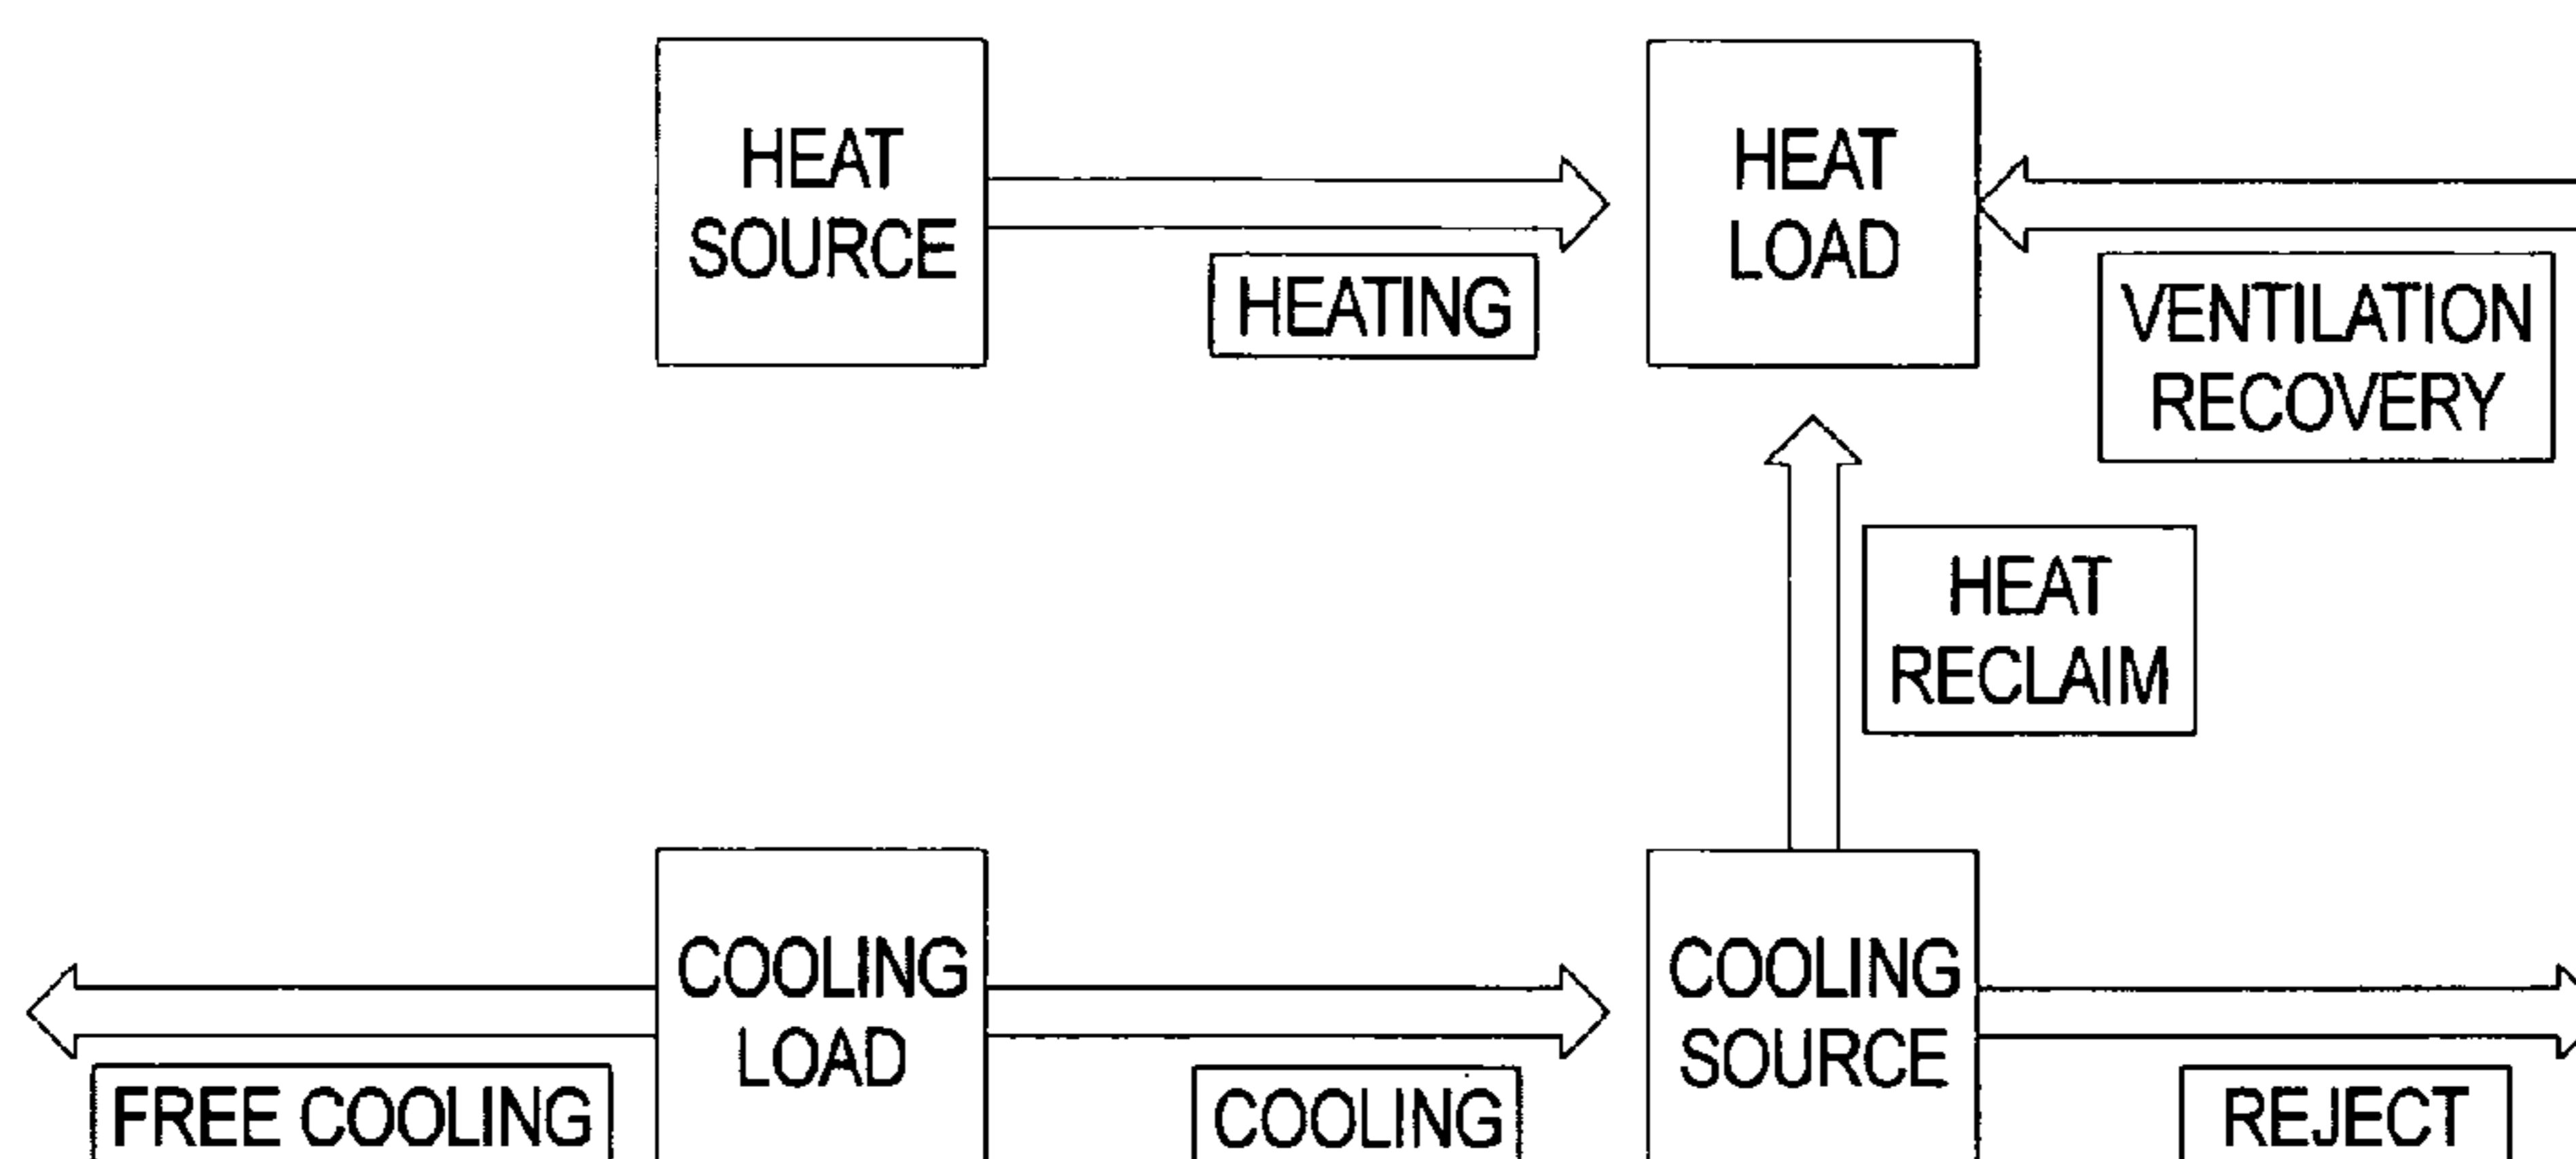 HEAT
SOURCE
HEATING
HEAT
LOAD
VENTILATION
RECOVERY
HEAT
RECLAIM
FREE COOLING
COOLING
LOAD
COOLING
COOLING
SOURCE
REJECT